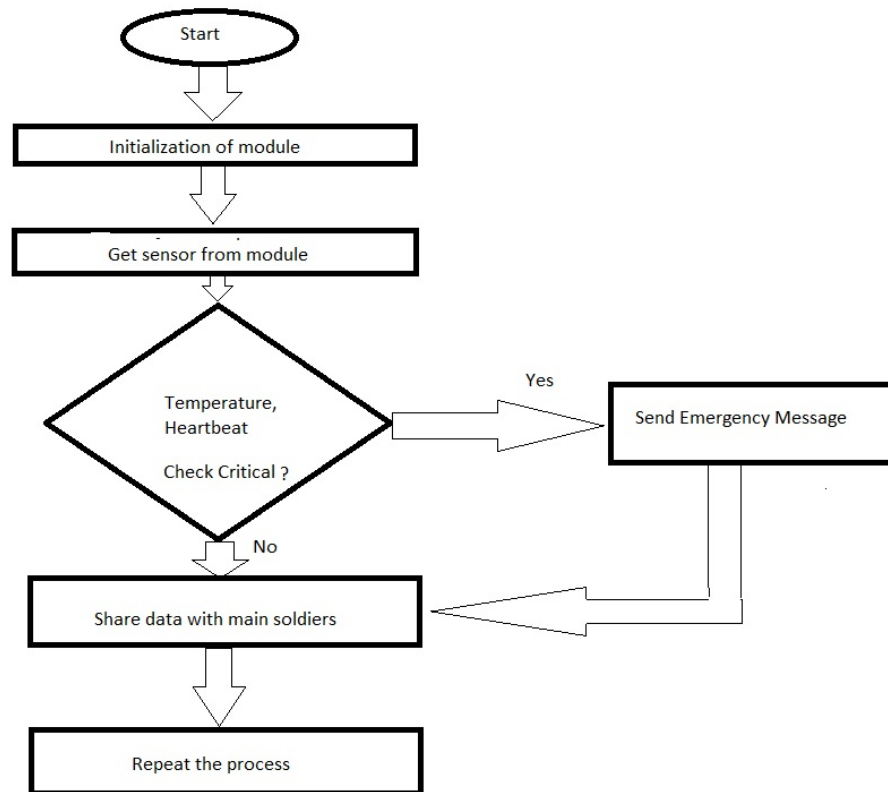 Start
Initialization of module
Get sensor from module
Temperature,
Heartbeat
Check Critical ?
Yes
Send Emergency Message
No
Share data with main soldiers
Repeat the process